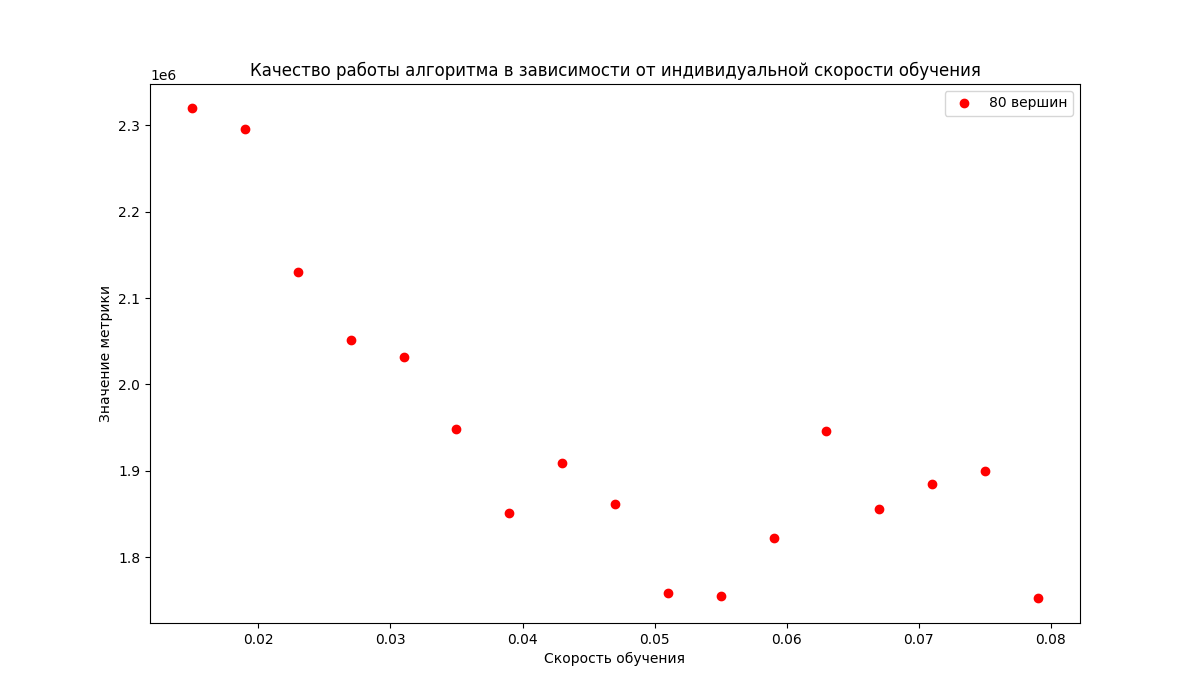 Качество работы алгоритма в зависимости от индивидуальной скорости обучения
1e6
80 вершин
2.3
2.2
2.1
2.0
1.9
1.8
Значение метрики
0.02 0.03 0.04 0.05 0.06 0.07 0.08
Скорость обучения